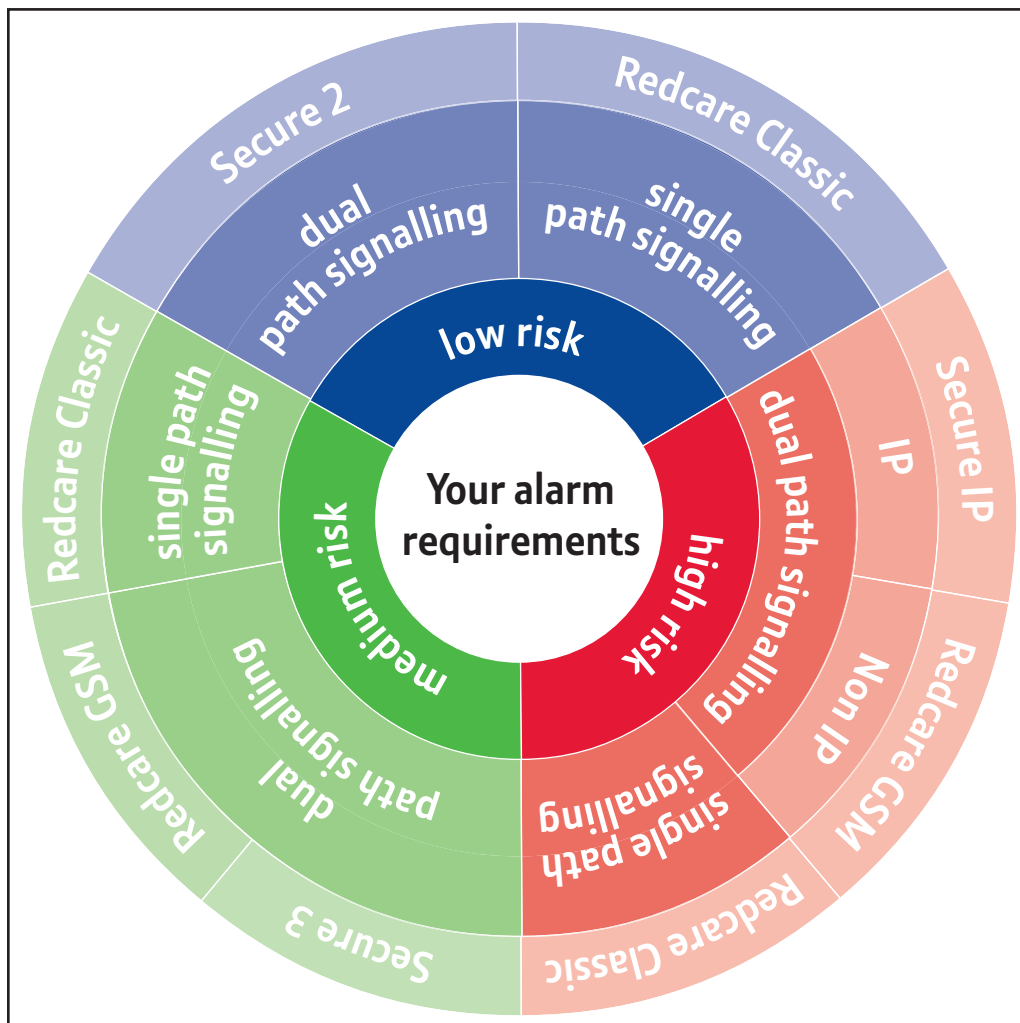 Your alarm
requirements
low risk
dual
path signalling
Secure 2
single
path signalling
Redcare Classic
high risk
dual path signalling
IP
Secure IP
Non IP
Redcare GSM
single path
signalling
Redcare Classic
medium risk
dual
path signalling
Secure 3
Redcare GSM
single path
signalling
Redcare Classic